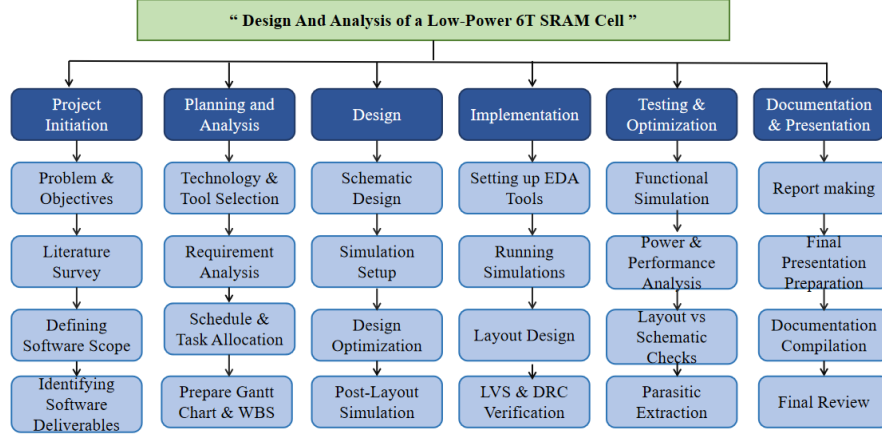 “ Design And Analysis of a Low-Power 6T SRAM Cell ”
Project
Initiation
Problem &
Objectives
Literature
Survey
Defining
Software Scope
Identifying
Software
Deliverables
Planning and
Analysis
Technology &
Tool Selection
Requirement
Analysis
Schedule &
Task Allocation
Prepare Gantt
Chart & WBS
Design
Schematic
Design
Simulation
Setup
Design
Optimization
Post-Layout
Simulation
Implementation
Setting up EDA
Tools
Running
Simulations
Layout Design
LVS & DRC
Verification
Testing &
Optimization
Functional
Simulation
Power &
Performance
Analysis
Layout vs
Schematic
Checks
Parasitic
Extraction
Documentation
& Presentation
Report making
Final
Presentation
Preparation
Documentation
Compilation
Final Review